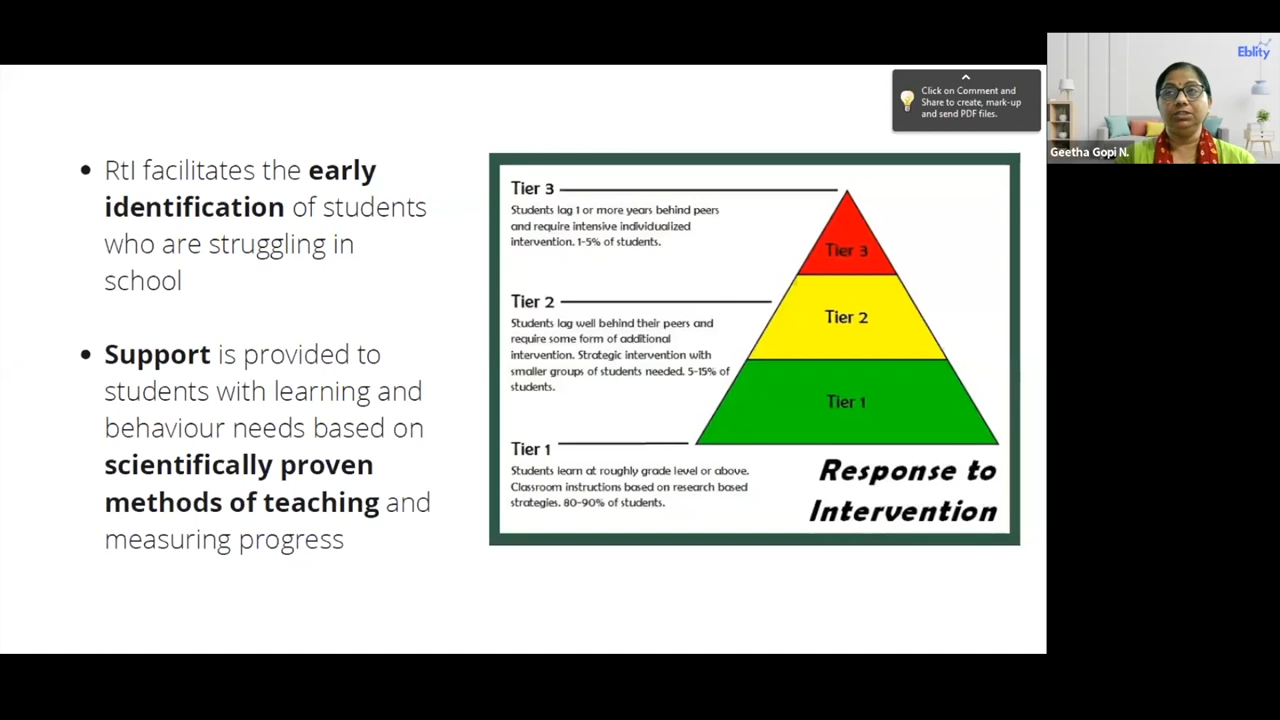 Click on Comment and
Share to create, mark-up
and send PDF files.
Eblity
Geetha Gopi N.
• RtI facilitates the early
identification of students
who are struggling in
school
• Support is provided to
students with learning and
behaviour needs based on
scientifically proven
methods of teaching and
measuring progress
Tier 3
Students lag 1 or more years behind peers
and require intensive individualized
intervention. 1-5% of students.
Tier 2
Students lag well behind their peers and
require some form of additional
intervention. Strategic intervention with
smaller groups of students needed. 5-15% of
students.
Tier 1
Students learn at roughly grade level or above.
Classroom instructions based on research based
strategies. 80-90% of students.
Tier 3
Tier 2
Tier 1
Response to
Intervention